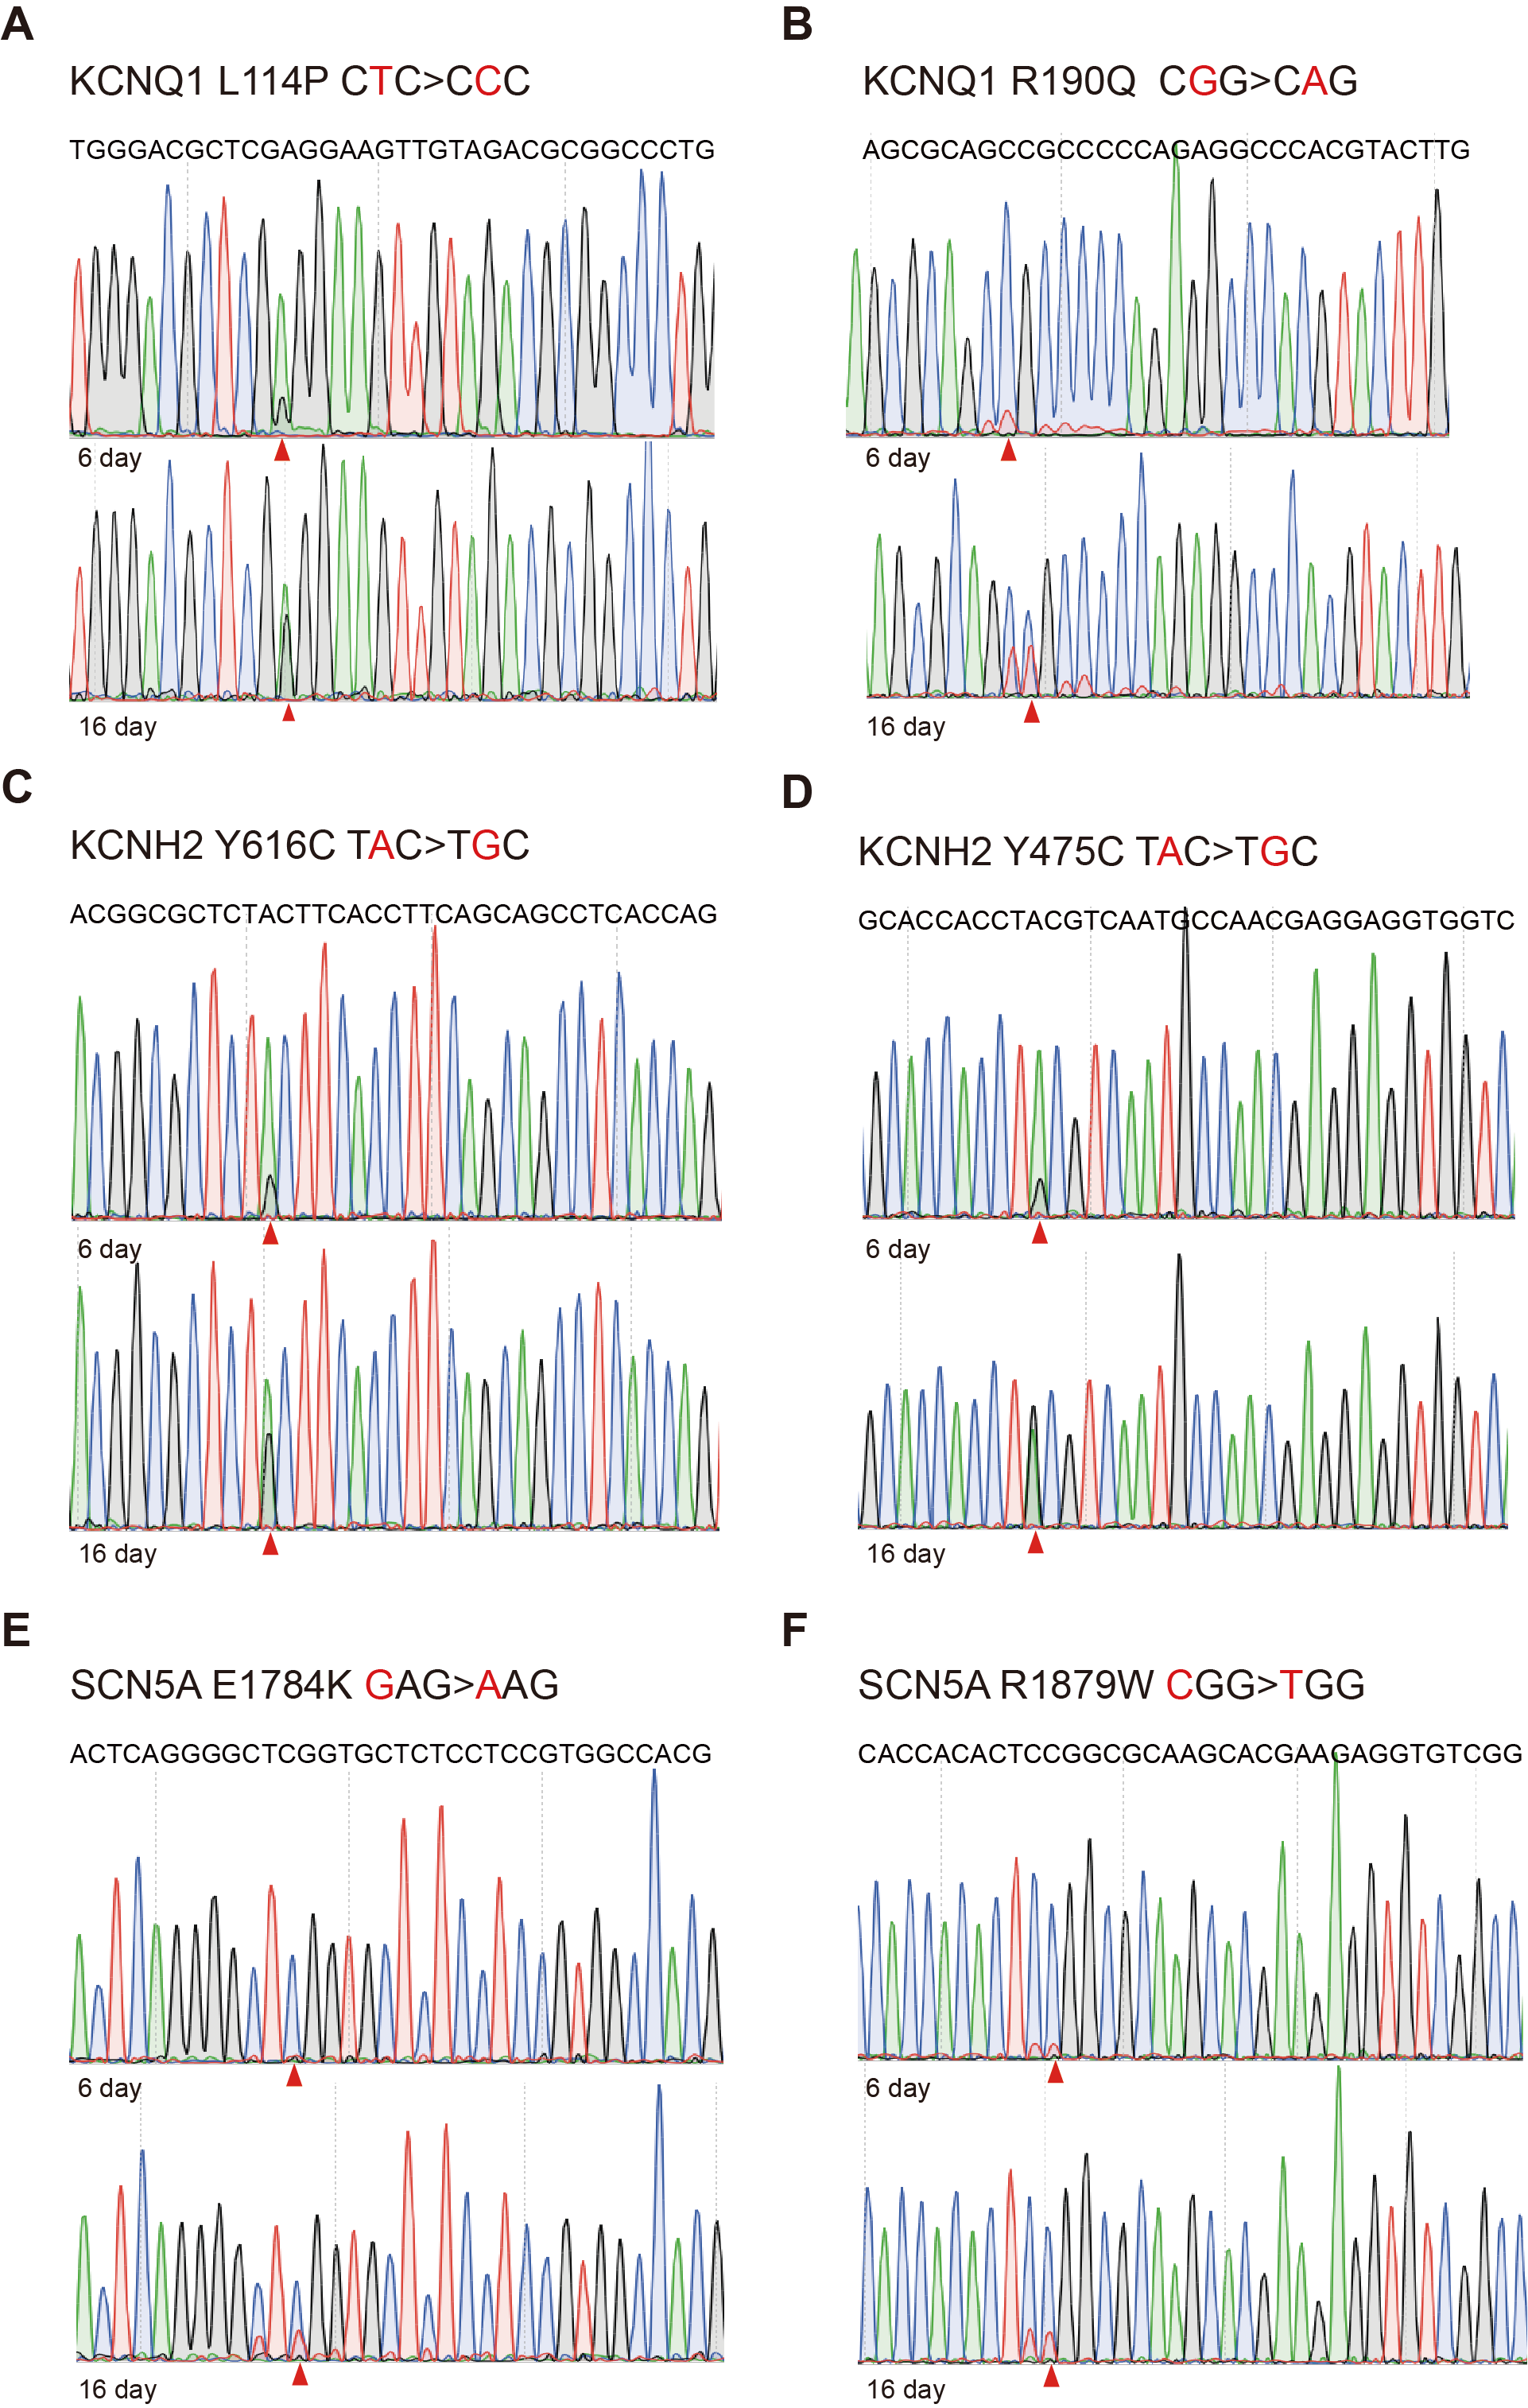 A
KCNQ1 L114P CTC>CCC
TGGGACGCTCGAGGAAGTTGTAGACGCGGCCCTG
6 day
16 day
B
KCNQ1 R190Q CGG>CAG
AGCGCAGCCGCCCCCAGAGGCCCACGTACTTG
6 day
16 day
C
KCNH2 Y616C TAC>TGC
ACGGCGCTCTACTTCACCTTCAGCAGCCTCACCAG
6 day
16 day
D
KCNH2 Y475C TAC>TGC
GCACCACCTACGTCAATGCCAACGAGGAGGTGGTC
6 day
16 day
E
SCN5A E1784K GAG>AAG
ACTCAGGGGCTCGGTGCTCTCCTCCGTGGCCACG
6 day
16 day
F
SCN5A R1879W CGG>TGG
CACCACACTCCGGCGCAAGCACGAAGAGGTGTCGG
6 day
16 day